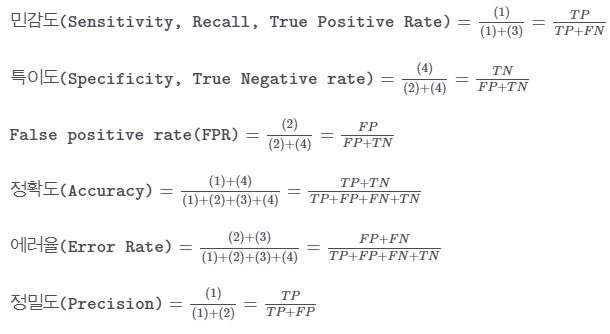 민감도(Sensitivity, Recall, True Positive Rate) = (1)/((1)+(3)) = TP/(TP+FN)
특이도(Specificity, True Negative rate) = (4)/((2)+(4)) = TN/(FP+TN)
False positive rate(FPR) = (2)/((2)+(4)) = FP/(FP+TN)
정확도(Accuracy) = ((1)+(4))/((1)+(2)+(3)+(4)) = (TP+TN)/(TP+FP+FN+TN)
에러율(Error Rate) = ((2)+(3))/((1)+(2)+(3)+(4)) = (FP+FN)/(TP+FP+FN+TN)
정밀도(Precision) = (1)/((1)+(2)) = TP/(TP+FP)